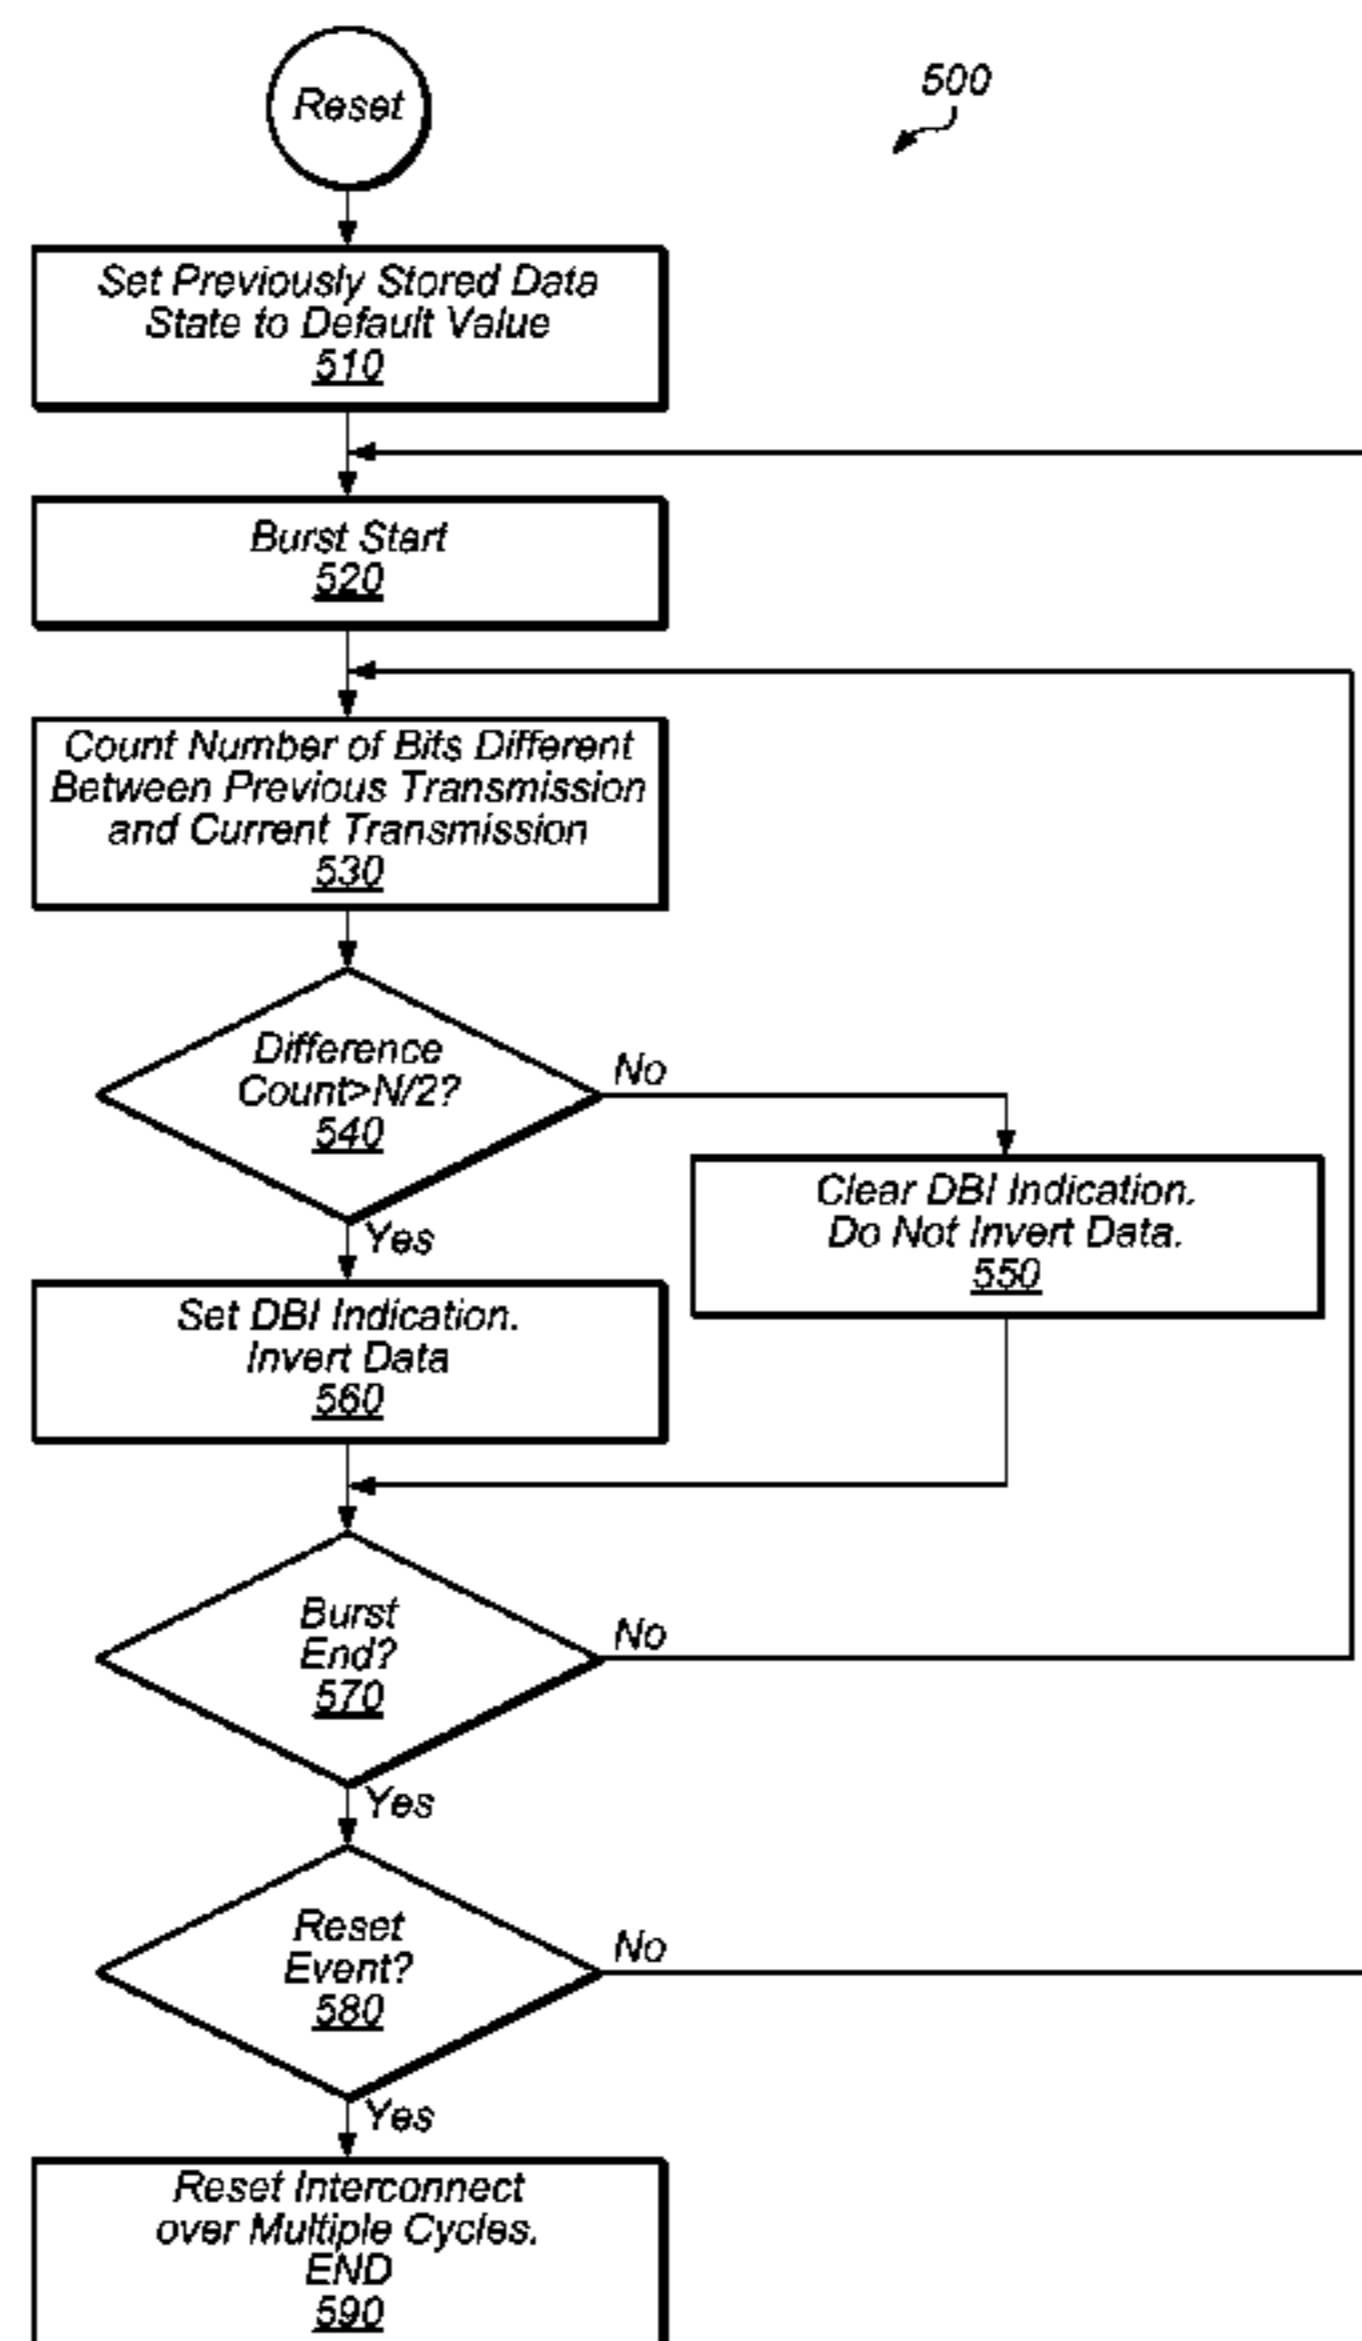 Reset
500
Set Previously Stored Data
State to Default Value
510
Burst Start
520
Count Number of Bits Different
Between Previous Transmission
and Current Transmission
530
Difference
Count>N/2?
540
No
Yes
Clear DBI Indication.
Do Not Invert Data.
550
Set DBI Indication.
Invert Data
560
Burst
End?
570
No
Yes
Reset
Event?
580
No
Yes
Reset Interconnect
over Multiple Cycles.
END
590